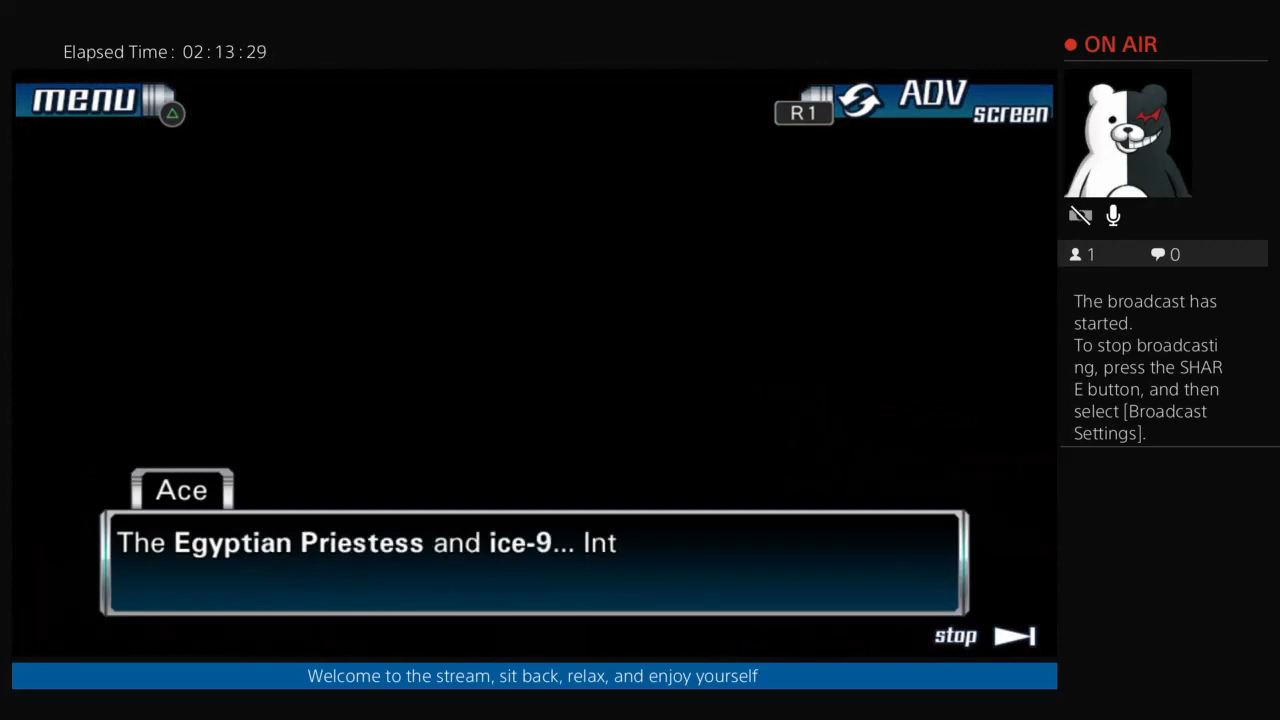 Elapsed Time: 02:13:29
ON AIR
menu
R1
ADV
screen
1
0
The broadcast has
started.
To stop broadcasti
ng, press the SHAR
E button, and then
select [Broadcast
Settings].
Ace
The Egyptian Priestess and ice-9... Int
stop
Welcome to the stream, sit back, relax, and enjoy yourself